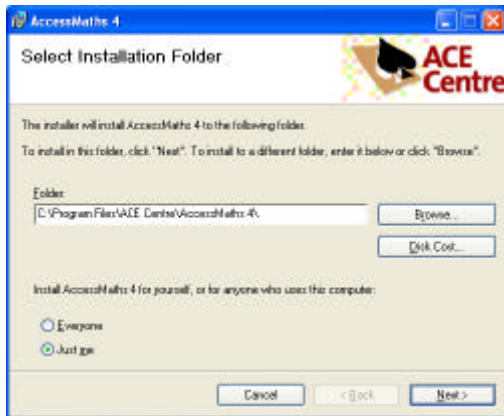 AccessMaths 4
Select Installation Folder
ACE
Centre
The installer will install AccessMaths 4 to the following folder.
To install in this folder, click "Next". To install to a different folder, enter it below or click "Browse".
Folder:
C:\Program Files\ACE Centre\AccessMaths 4\
Browse...
Disk Cost...
Install AccessMaths 4 for yourself, or for anyone who uses this computer:
Everyone
Just me
Cancel
< Back
Next >